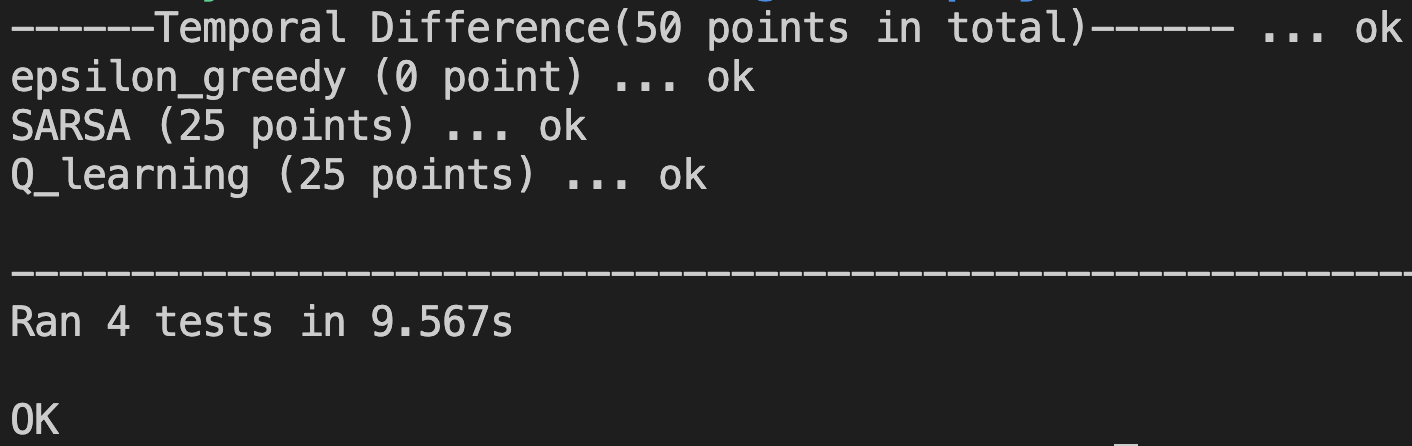 ------Temporal Difference(50 points in total)------ ... ok
epsilon_greedy (0 point) ... ok
SARSA (25 points) ... ok
Q_learning (25 points) ... ok
-----------------------------------------------------------
Ran 4 tests in 9.567s
OK